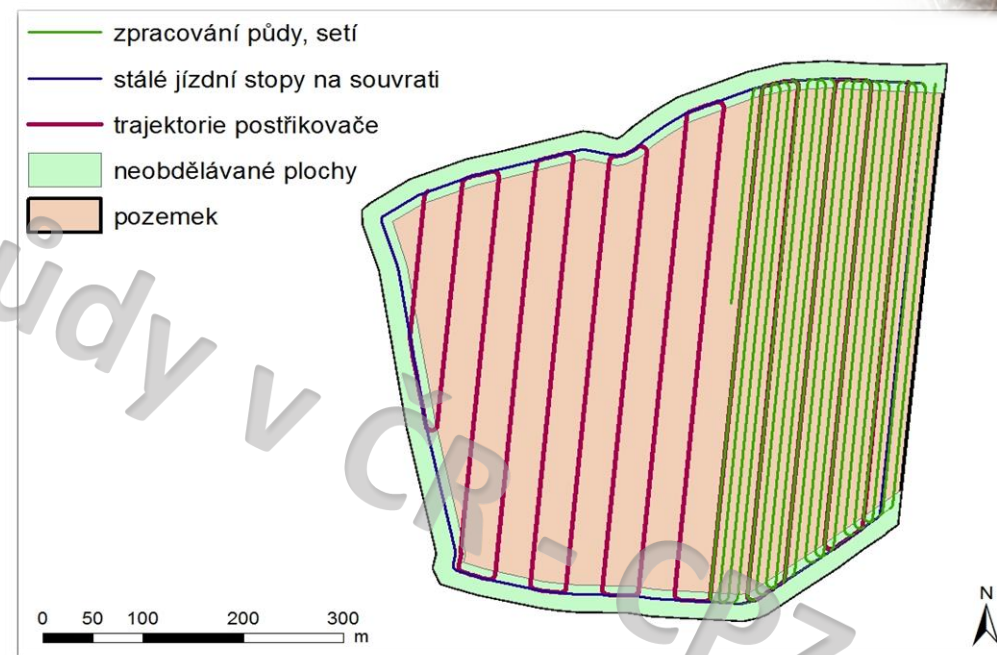 zpracování půdy, setí
stálé jízdní stopy na souvrati
trajektorie postřikovače
neobdělávané plochy
pozemek
ůdy v ČR - Cpz
0 50 100 200 300
m
N